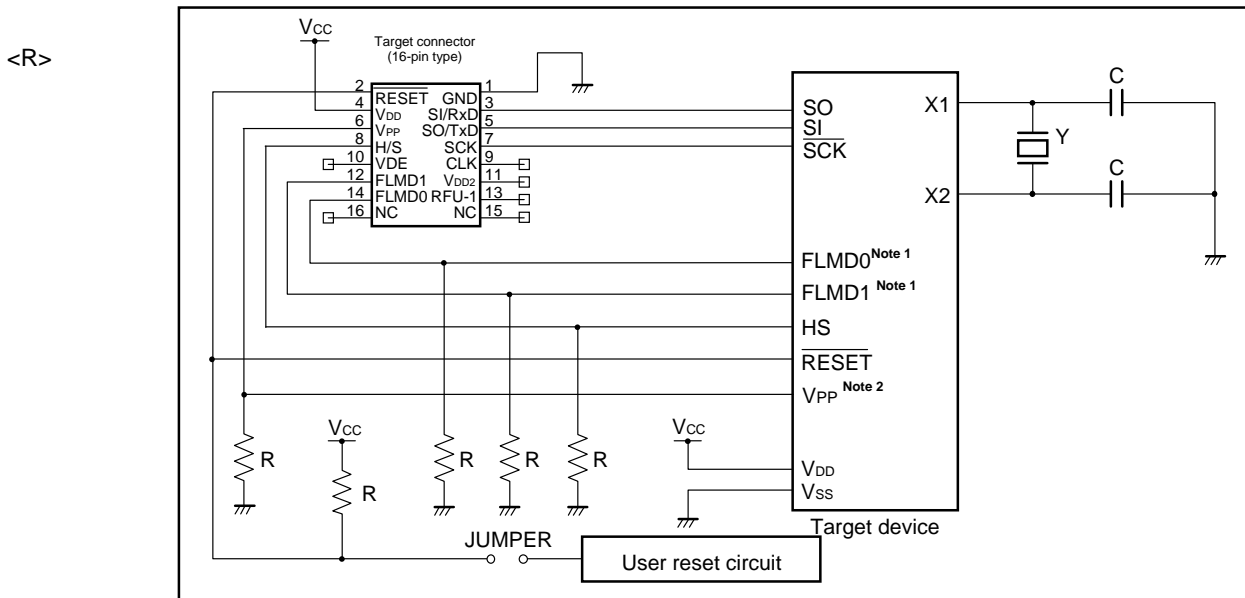 <R>
VCC
Target connector
(16-pin type)
2 RESET GND 1
4 VDD SI/RxD 3
6 VPP SO/TxD 5
8 H/S SCK 7
10 VDE CLK 9
12 FLMD1 VDD2 11
14 FLMD0 RFU-1 13
16 NC NC 15
SO
SI
SCK
X1
C
Y
C
X2
FLMD0 Note 1
FLMD1 Note 1
HS
RESET
VPP Note 2
R
VCC
R
R
R
R
VCC
VDD
VSS
Target device
JUMPER
User reset circuit